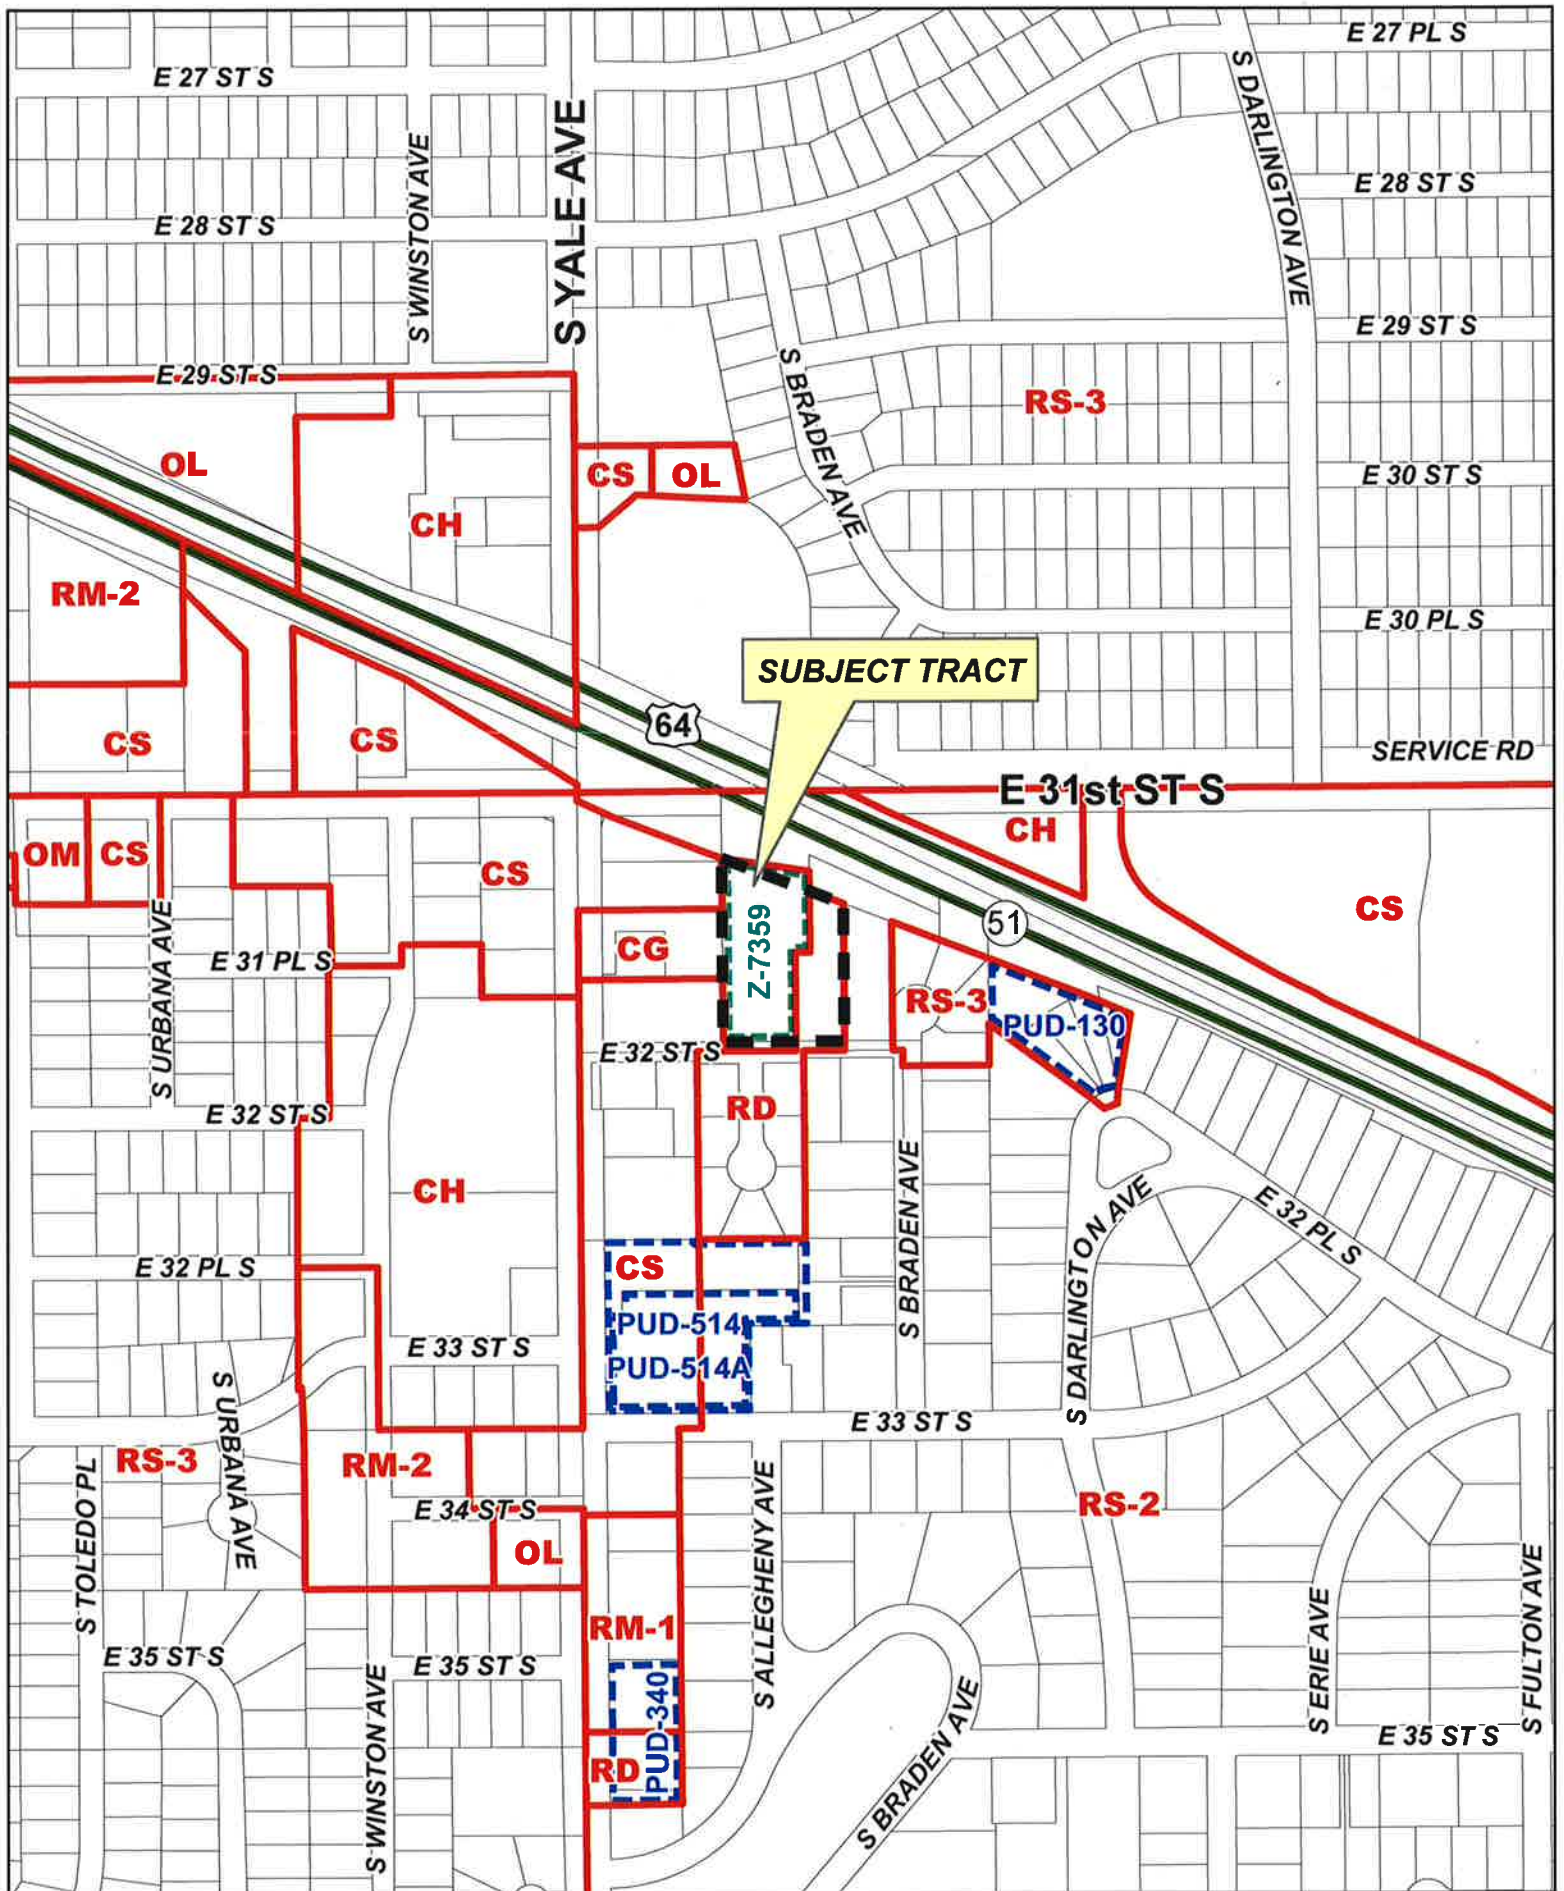 E 27 PL S
E 27 ST S
S DARLINGTON AVE
S YALE AVE
S WINSTON AVE
E 28 ST S
E 28 ST S
E 29 ST S
S BRADEN AVE
E 29 ST S
RS-3
OL
CS
OL
E 30 ST S
CH
RM-2
E 30 PL S
SUBJECT TRACT
64
CS
CS
SERVICE RD
E 31st ST S
CH
OM
CS
CS
CS
51
Z-7359
CG
S URBANA AVE
E 31 PL S
RS-3
PUD-130
E 32 ST S
E 32 ST S
RD
CH
S BRADEN AVE
S DARLINGTON AVE
E 32 PL S
E 32 PL S
CS
PUD-514
PUD-514A
E 33 ST S
S URBANA AVE
E 33 ST S
RS-3
RM-2
S TOLEDO PL
S ALLEGHENY AVE
RS-2
E 34 ST S
OL
S ERIE AVE
S FULTON AVE
RM-1
E 35 ST S
E 35 ST S
S WINSTON AVE
PUD-340
RD
S BRADEN AVE
E 35 ST S